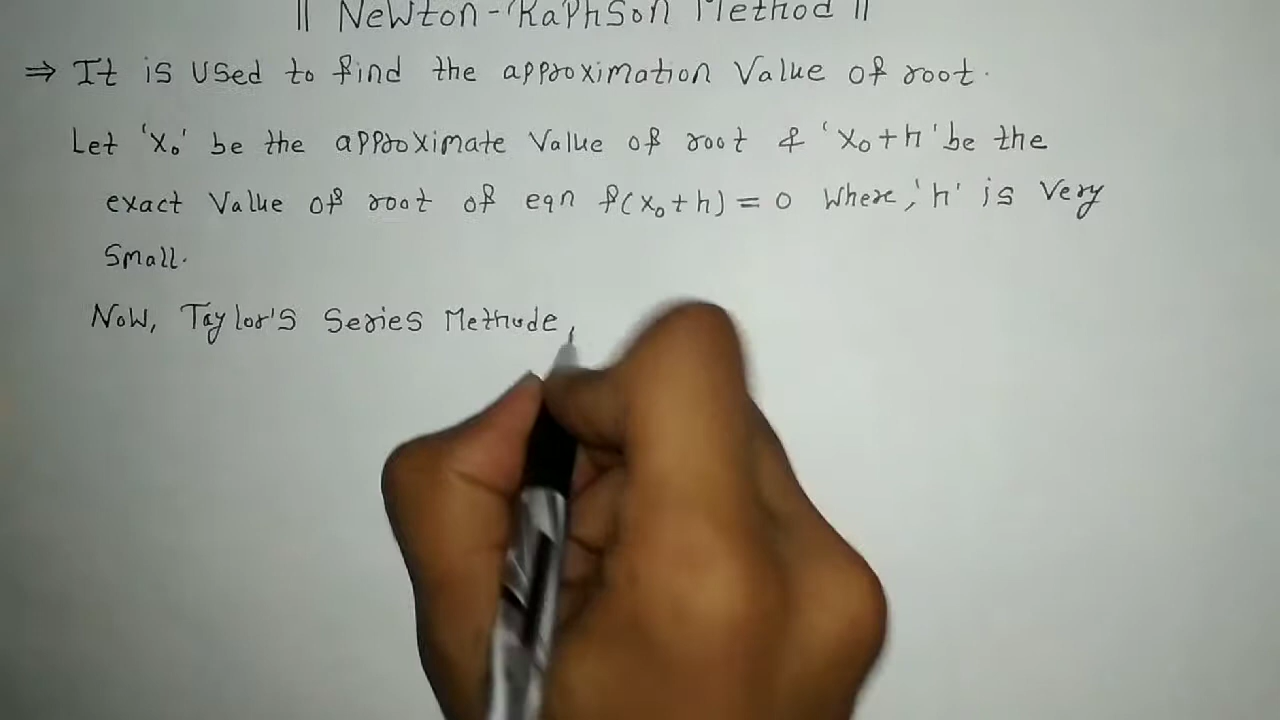 || Newton-Raphson Method ||
⇒ It is used to find the approximation Value of root.
Let 'x₀' be the approximate Value of root & 'x₀+h' be the
exact Value of root of eqn f(x₀+h) = 0 Where, 'h' is Very
Small.
Now, Taylor's Series Methode,